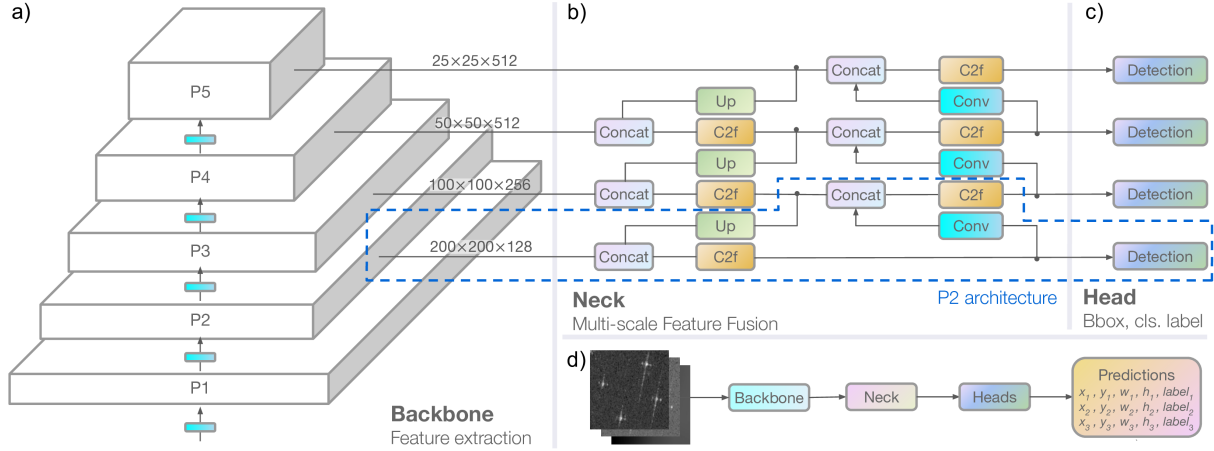 a)
P5
P4
P3
P2
P1
25×25×512
50×50×512
100×100×256
200×200×128
Backbone
Feature extraction
b)
Concat
C2f
Up
Conv
Concat
C2f
Concat
C2f
Up
Conv
Concat
C2f
Concat
C2f
Up
Conv
Concat
C2f
Neck
Multi-scale Feature Fusion
P2 architecture
c)
Detection
Detection
Detection
Detection
Head
Bbox, cls. label
d)
Backbone
Neck
Heads
Predictions
x₁ , y₁, w₁ , h₁ , label₁
x₂ , y₂, w₂ , h₂ , label₂
x₃ , y₃, w₃ , h₃ , label₃